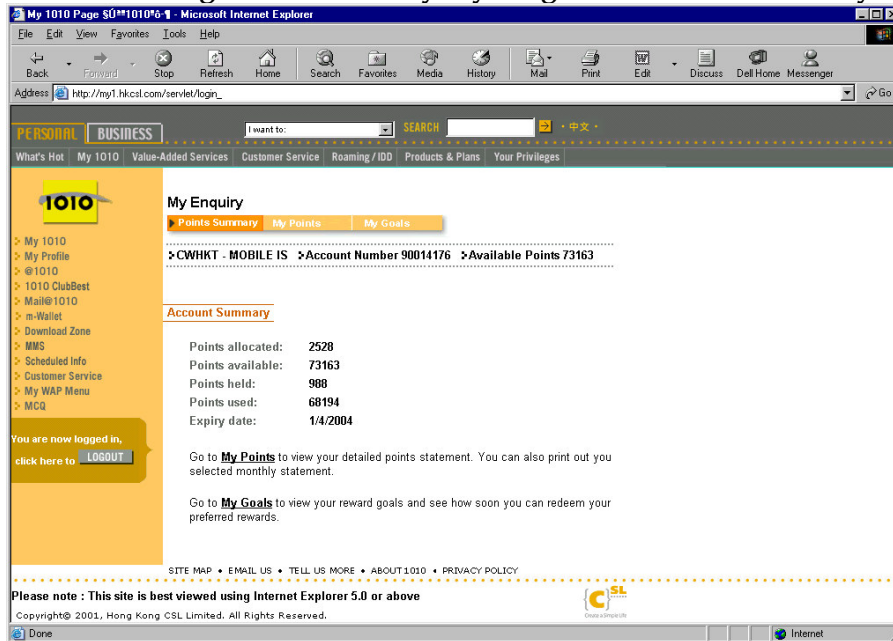 My 1010 Page §Úªº1010ºô-¶ - Microsoft Internet Explorer
File Edit View Favorites Tools Help
Back Forward Stop Refresh Home Search Favorites Media History Mail Print Edit Discuss Dell Home Messenger
Address http://my1.hkcsl.com/servlet/login_ Go
PERSONAL BUSINESS I want to: SEARCH 中文
What's Hot My 1010 Value-Added Services Customer Service Roaming / IDD Products & Plans Your Privileges
1010
My 1010
My Profile
@1010
1010 ClubBest
Mail@1010
m-Wallet
Download Zone
MMS
Scheduled Info
Customer Service
My WAP Menu
MCQ
You are now logged in,
click here to LOGOUT
My Enquiry
Points Summary My Points My Goals
CWHKT - MOBILE IS Account Number 90014176 Available Points 73163
Account Summary
Points allocated: 2528
Points available: 73163
Points held: 988
Points used: 68194
Expiry date: 1/4/2004
Go to My Points to view your detailed points statement. You can also print out you
selected monthly statement.
Go to My Goals to view your reward goals and see how soon you can redeem your
preferred rewards.
SITE MAP • EMAIL US • TELL US MORE • ABOUT 1010 • PRIVACY POLICY
Please note : This site is best viewed using Internet Explorer 5.0 or above
Copyright© 2001, Hong Kong CSL Limited. All Rights Reserved.
{C}SL
Create a Simple Life
Done Internet